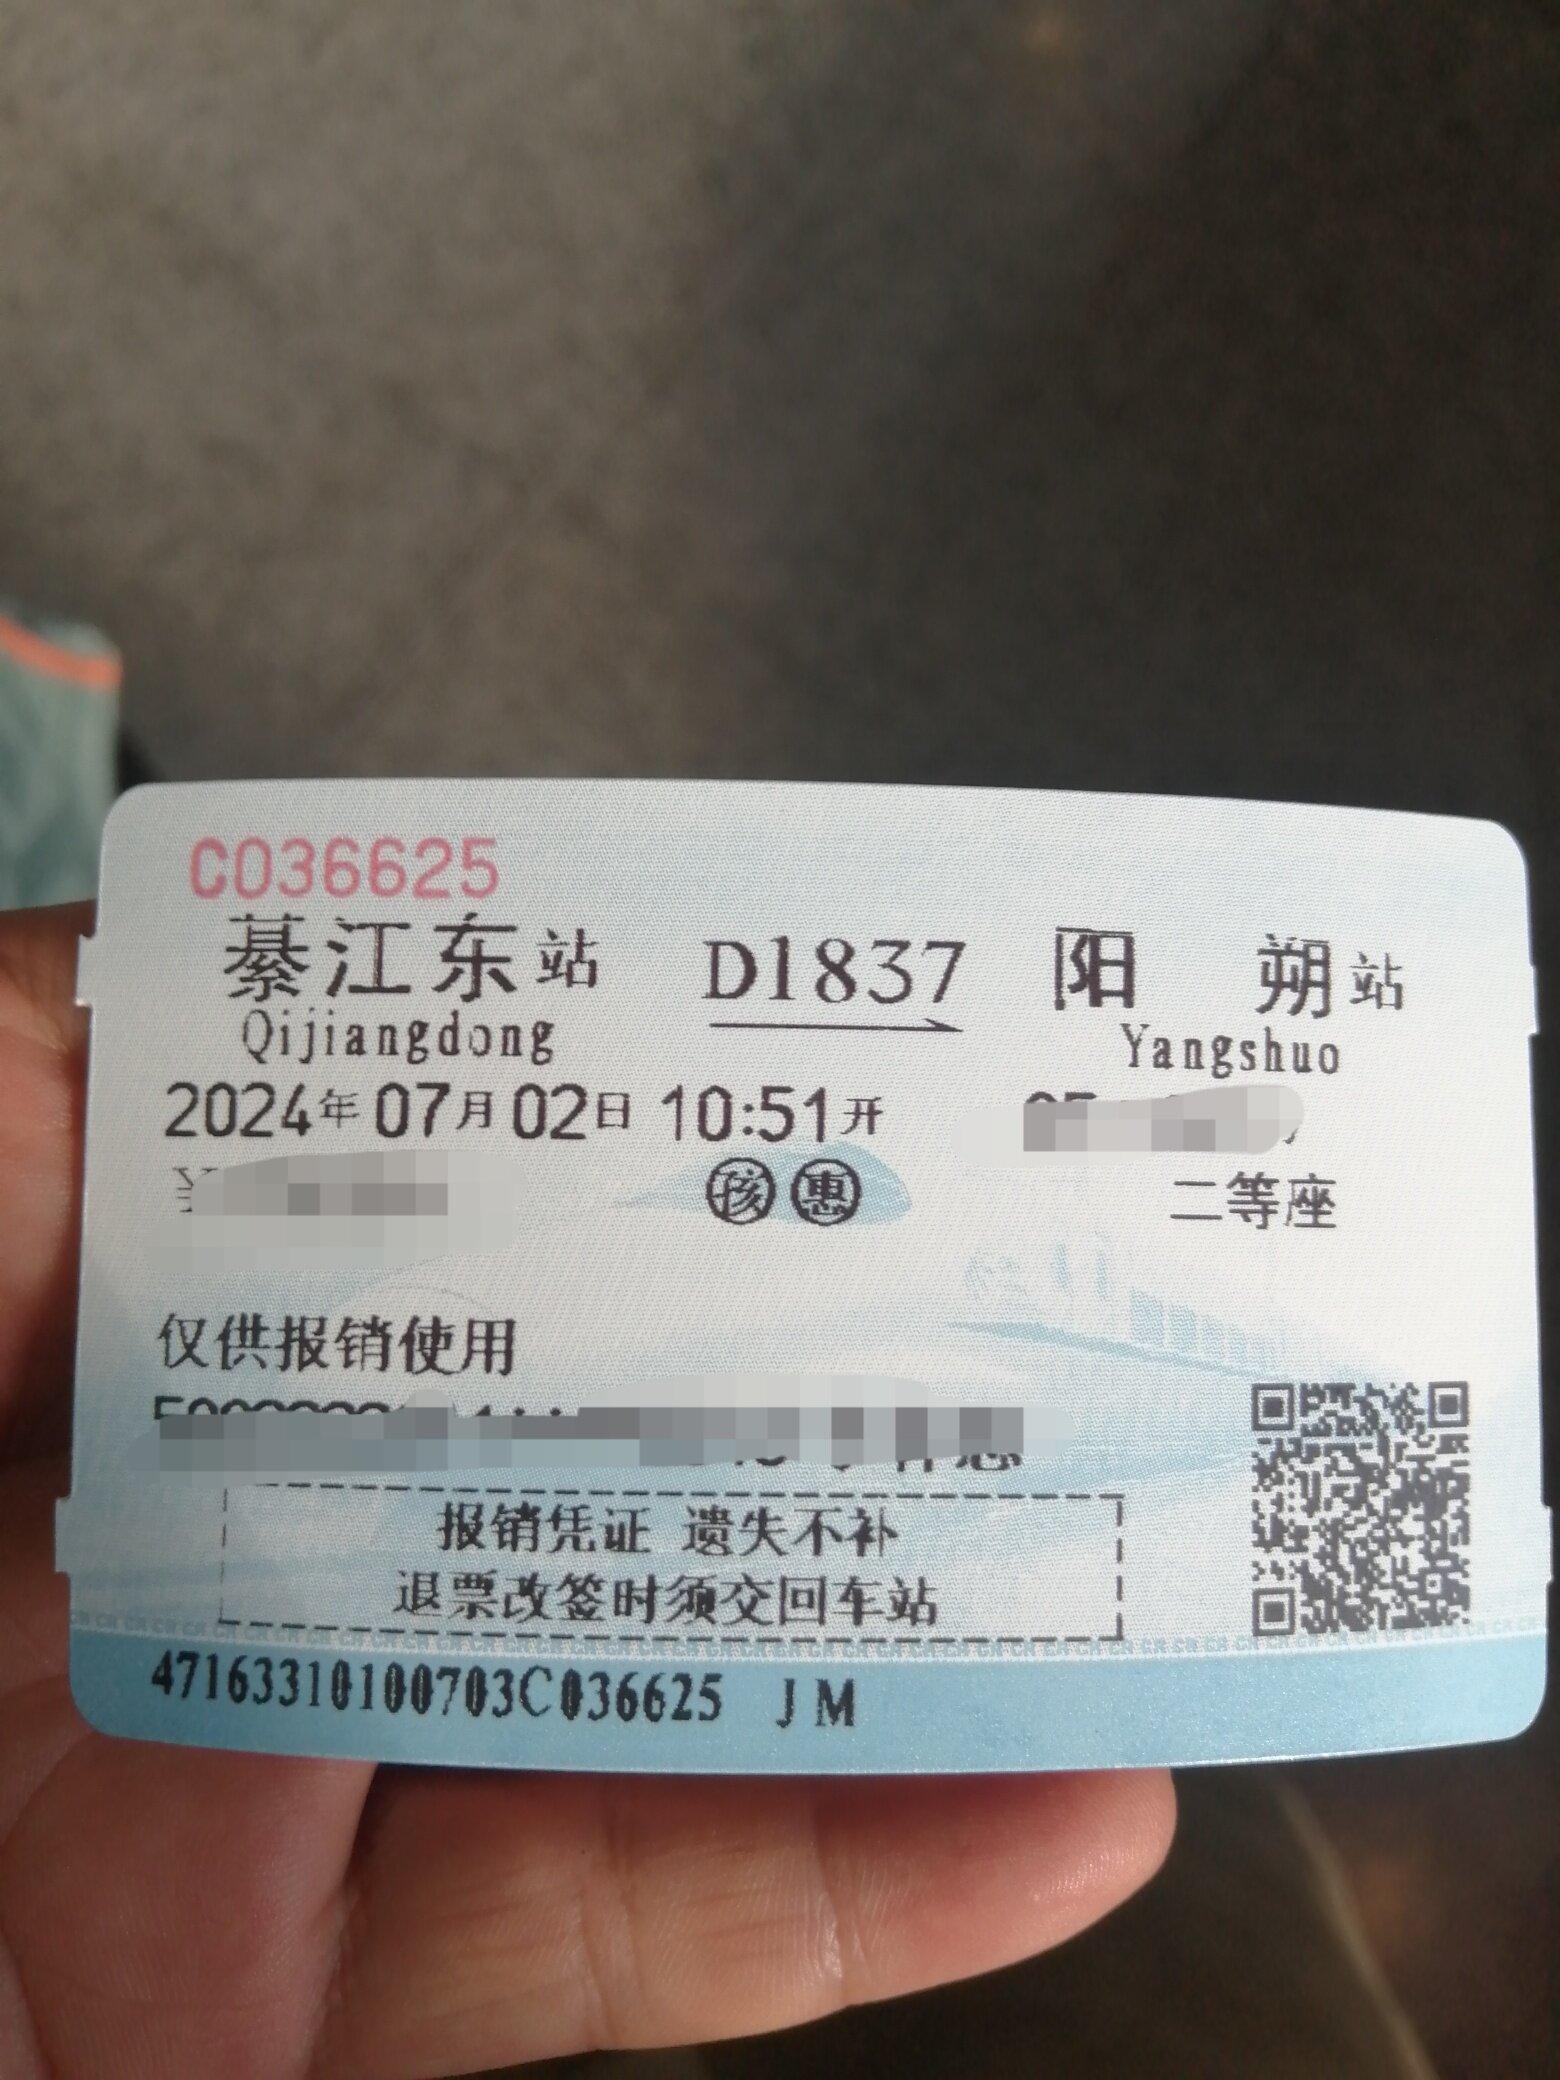 C036625
綦江东站 D1837 阳朔站
Qijiangdong Yangshuo
2024年07月02日 10:51开
孩 惠 二等座
仅供报销使用
报销凭证 遗失不补
退票改签时须交回车站
47163310100703C036625 JM